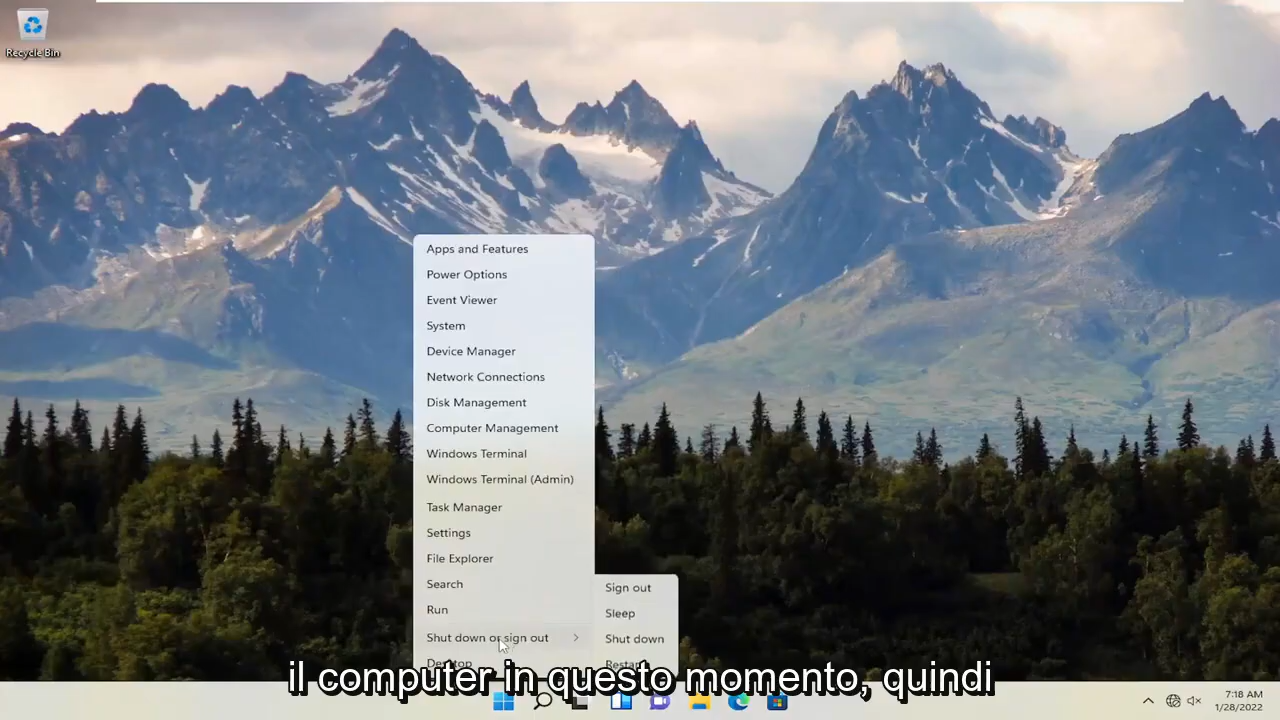 Recycle Bin
Apps and Features
Power Options
Event Viewer
System
Device Manager
Network Connections
Disk Management
Computer Management
Windows Terminal
Windows Terminal (Admin)
Task Manager
Settings
File Explorer
Search
Run
Shut down or sign out
Desktop
Sign out
Sleep
Shut down
Restart
il computer in questo momento, quindi
7:18 AM
1/28/2022